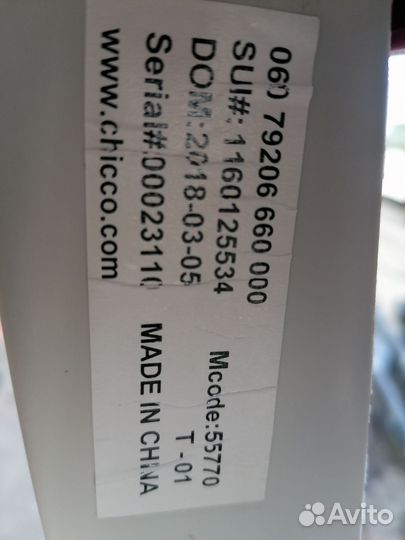 060 79206 660 000
SUI#: 1160125534
Mcode:55770
DOM:2018-03-05
T - 01
Serial#:00023110
MADE IN CHINA
www.chicco.com
Avito